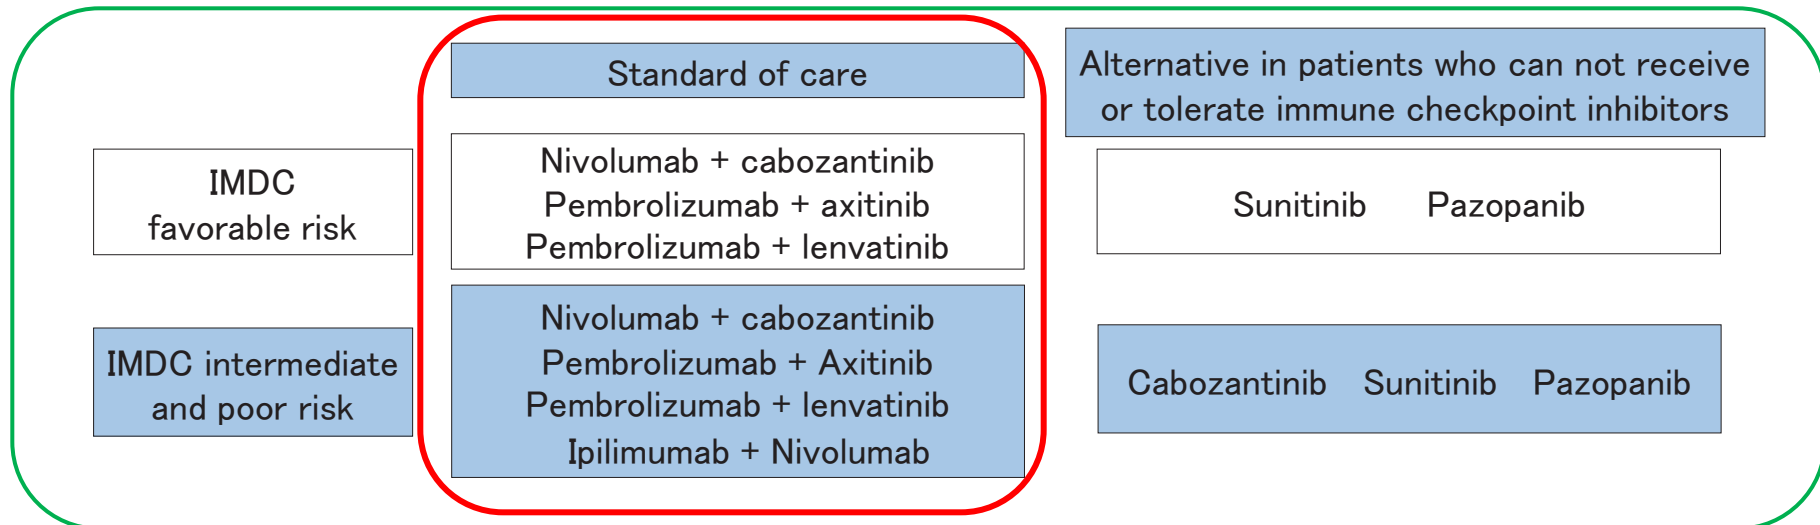 Standard of care
Alternative in patients who can not receive
or tolerate immune checkpoint inhibitors
IMDC
favorable risk
Nivolumab + cabozantinib
Pembrolizumab + axitinib
Pembrolizumab + lenvatinib
Sunitinib Pazopanib
IMDC intermediate
and poor risk
Nivolumab + cabozantinib
Pembrolizumab + Axitinib
Pembrolizumab + lenvatinib
Ipilimumab + Nivolumab
Cabozantinib Sunitinib Pazopanib